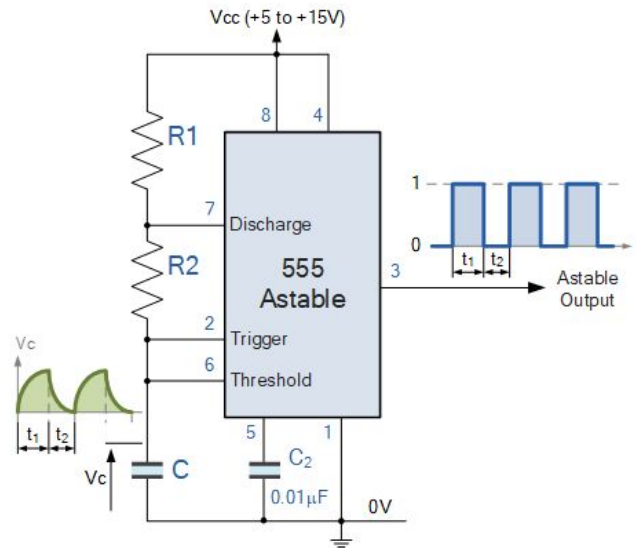 Vcc (+5 to +15V)
8
4
R1
7
Discharge
R2
555
Astable
3
1
0
t₁
t₂
Astable
Output
2
Trigger
6
Threshold
Vc
t₁
t₂
5
1
Vc
C
C₂
0.01µF
0V